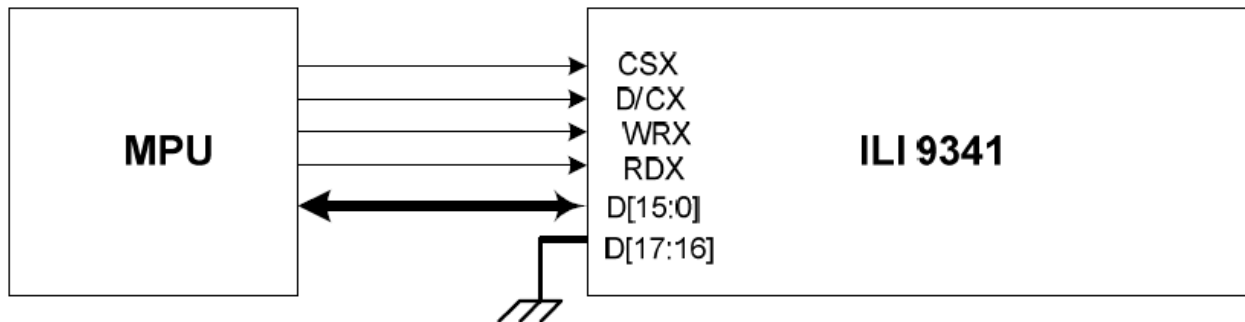 MPU
CSX
D/CX
WRX
RDX
D[15:0]
D[17:16]
ILI 9341